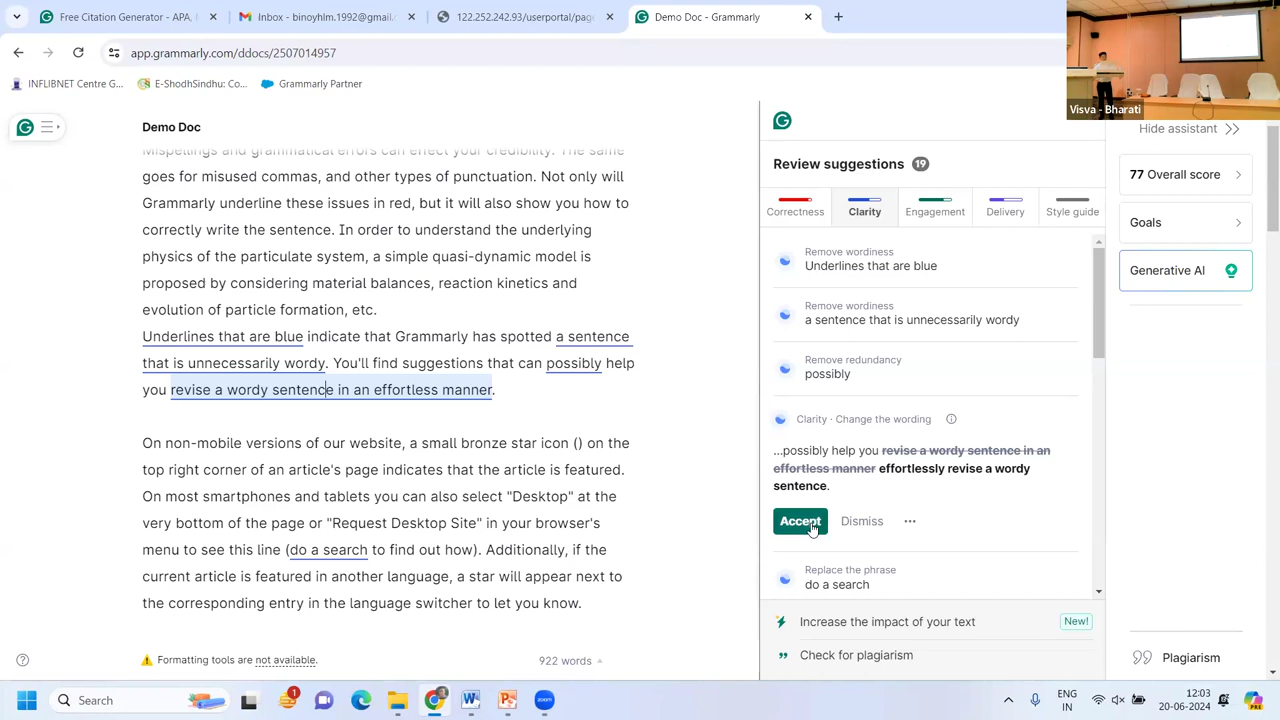 Free Citation Generator - APA,
Inbox - binoyhlm.1992@gmail.
122.252.242.93/userportal/page
Demo Doc - Grammarly
app.grammarly.com/ddocs/2507014957
INFLIBNET Centre G...
E-ShodhSindhu: Co...
Grammarly Partner
Visva - Bharati
Demo Doc
Mispellings and grammatical errors can effect your credibility. The same
goes for misused commas, and other types of punctuation. Not only will
Grammarly underline these issues in red, but it will also show you how to
correctly write the sentence. In order to understand the underlying
physics of the particulate system, a simple quasi-dynamic model is
proposed by considering material balances, reaction kinetics and
evolution of particle formation, etc.
Underlines that are blue indicate that Grammarly has spotted a sentence
that is unnecessarily wordy. You'll find suggestions that can possibly help
you revise a wordy sentence in an effortless manner.
On non-mobile versions of our website, a small bronze star icon () on the
top right corner of an article's page indicates that the article is featured.
On most smartphones and tablets you can also select "Desktop" at the
very bottom of the page or "Request Desktop Site" in your browser's
menu to see this line (do a search to find out how). Additionally, if the
current article is featured in another language, a star will appear next to
the corresponding entry in the language switcher to let you know.
Formatting tools are not available.
922 words
Review suggestions 19
Correctness
Clarity
Engagement
Delivery
Style guide
Remove wordiness
Underlines that are blue
Remove wordiness
a sentence that is unnecessarily wordy
Remove redundancy
possibly
Clarity · Change the wording
...possibly help you revise a wordy sentence in an
effortless manner effortlessly revise a wordy
sentence.
Accept
Dismiss
Replace the phrase
do a search
Increase the impact of your text
New!
Check for plagiarism
Hide assistant
77 Overall score
Goals
Generative AI
Plagiarism
Search
1
ENG
IN
12:03
20-06-2024